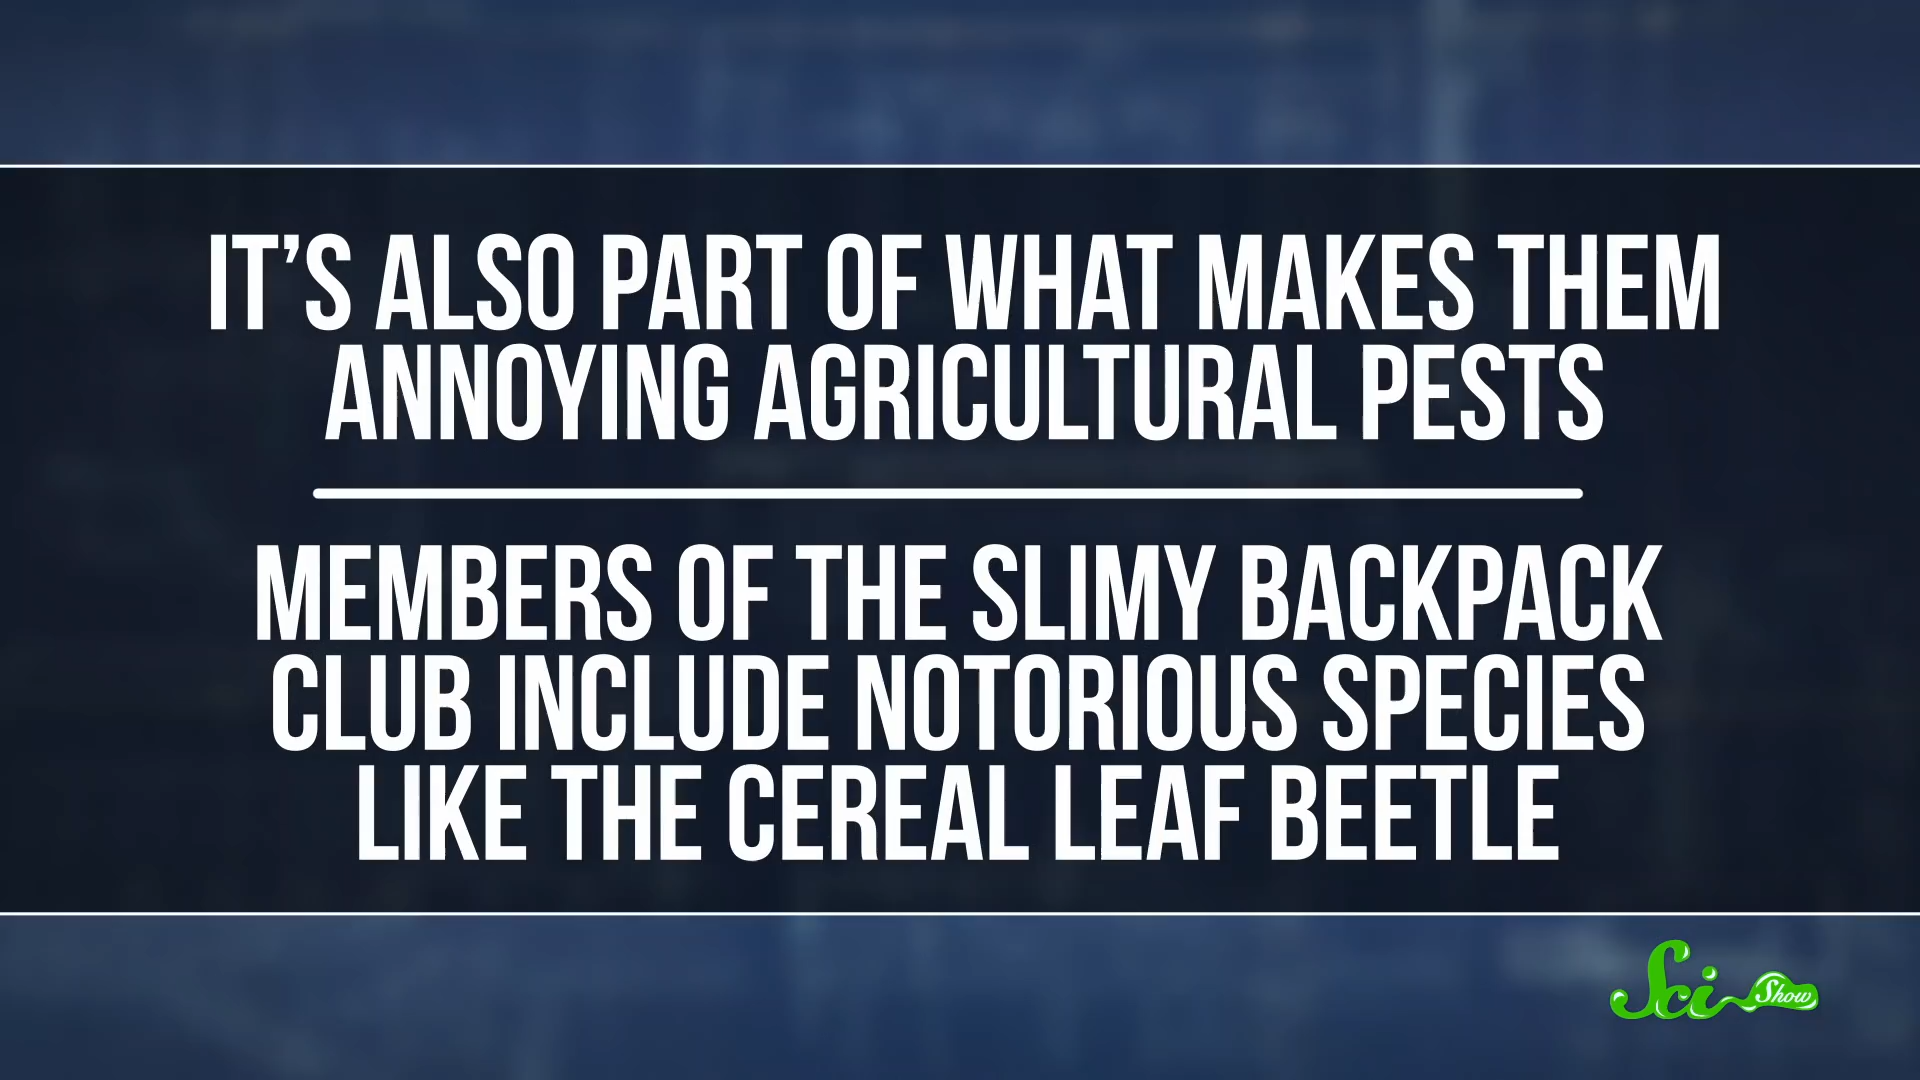 IT’S ALSO PART OF WHAT MAKES THEM
ANNOYING AGRICULTURAL PESTS
MEMBERS OF THE SLIMY BACKPACK
CLUB INCLUDE NOTORIOUS SPECIES
LIKE THE CEREAL LEAF BEETLE
Sci Show